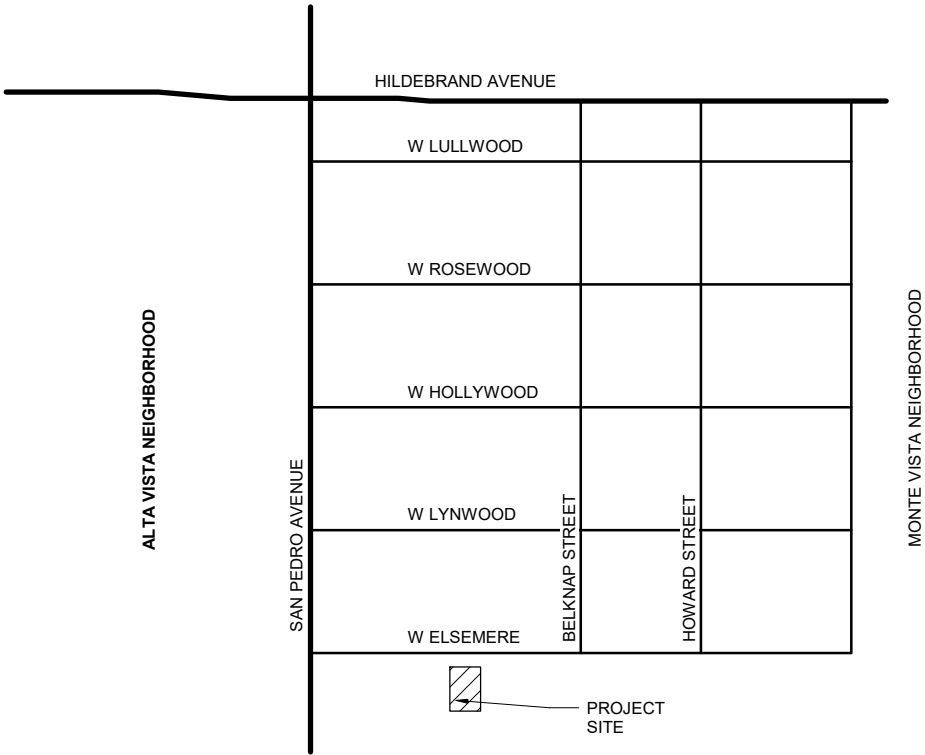 HILDEBRAND AVENUE
W LULLWOOD
W ROSEWOOD
ALTA VISTA NEIGHBORHOOD
MONTE VISTA NEIGHBORHOOD
W HOLLYWOOD
SAN PEDRO AVENUE
W LYNWOOD
BELKNAP STREET
HOWARD STREET
W ELSEMERE
PROJECT
SITE